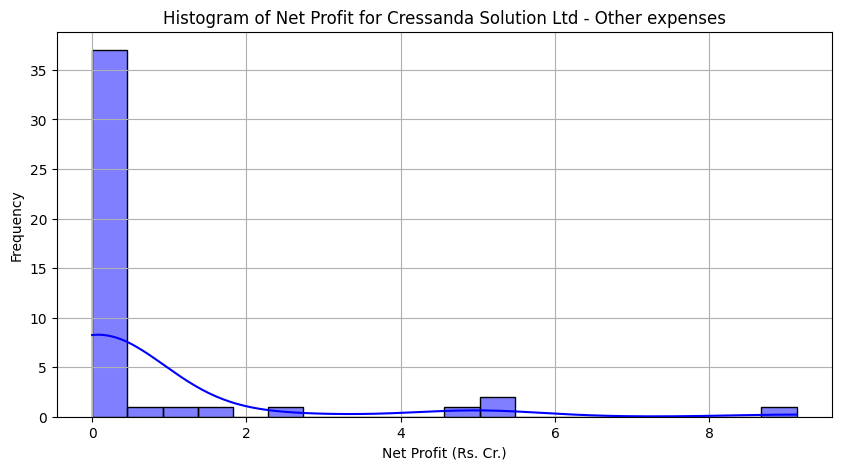 Histogram of Net Profit for Cressanda Solution Ltd - Other expenses
Frequency
35
30
25
20
15
10
5
0
0 2 4 6 8
Net Profit (Rs. Cr.)